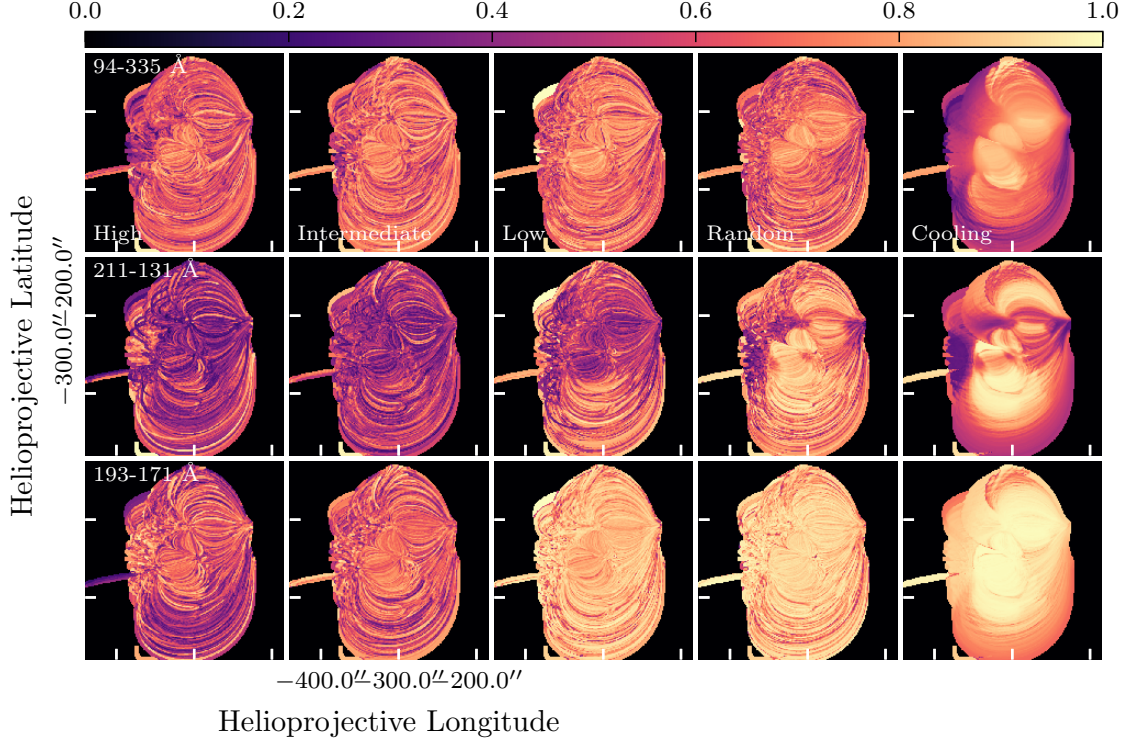 0.0 0.2 0.4 0.6 0.8 1.0
94-335 Å
High Intermediate Low Random Cooling
211-131 Å
193-171 Å
−300.0″−200.0″
Helioprojective Latitude
−400.0″−300.0″−200.0″
Helioprojective Longitude